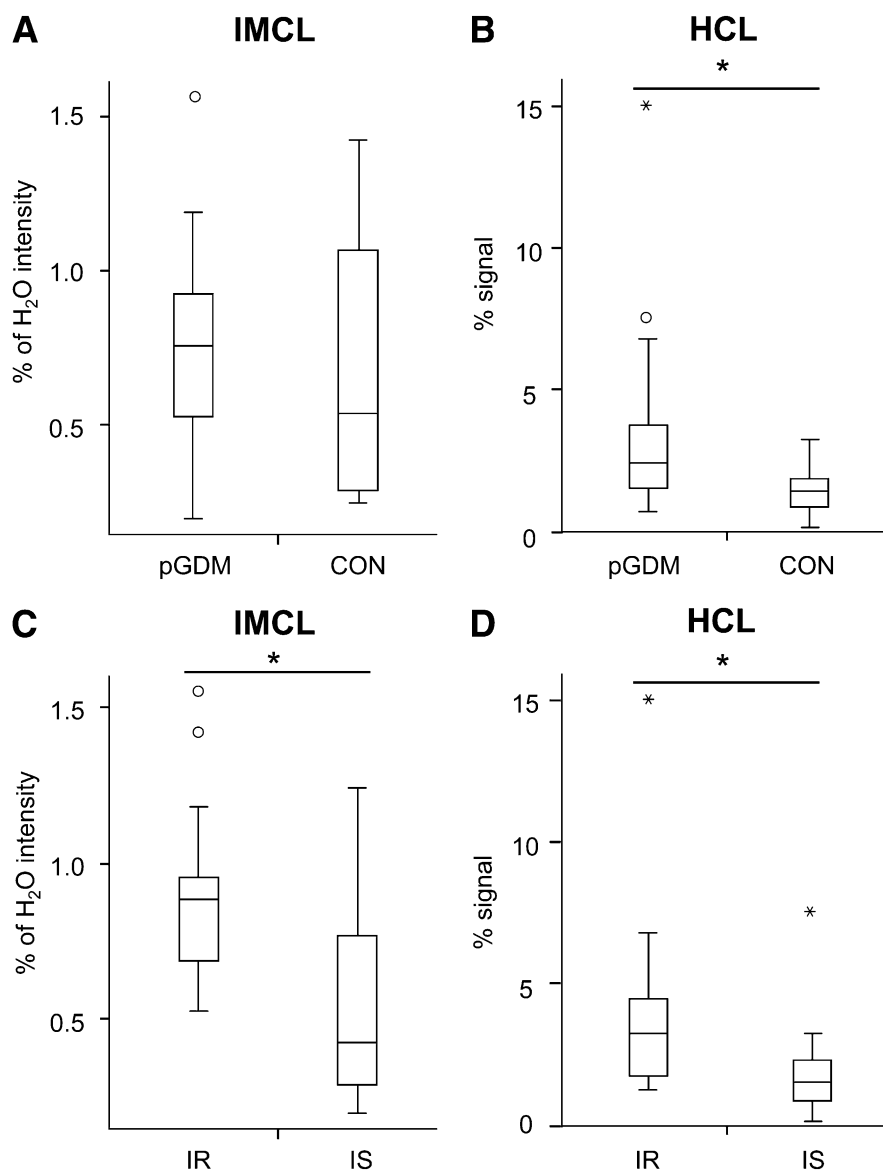 A IMCL
% of H₂O intensity
1.5
1.0
0.5
pGDM CON
B HCL
*
% signal
15
10
5
0
pGDM CON
C IMCL
*
% of H₂O intensity
1.5
1.0
0.5
IR IS
D HCL
*
% signal
15
10
5
0
IR IS